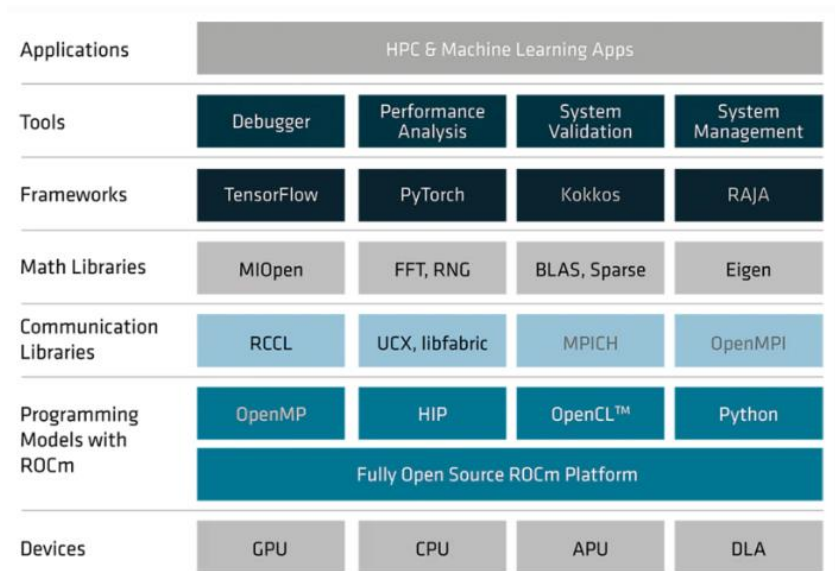 Applications
HPC & Machine Learning Apps
Tools
Debugger
Performance
Analysis
System
Validation
System
Management
Frameworks
TensorFlow
PyTorch
Kokkos
RAJA
Math Libraries
MIOpen
FFT, RNG
BLAS, Sparse
Eigen
Communication
Libraries
RCCL
UCX, libfabric
MPICH
OpenMPI
Programming
Models with
ROCm
OpenMP
HIP
OpenCL™
Python
Fully Open Source ROCm Platform
Devices
GPU
CPU
APU
DLA